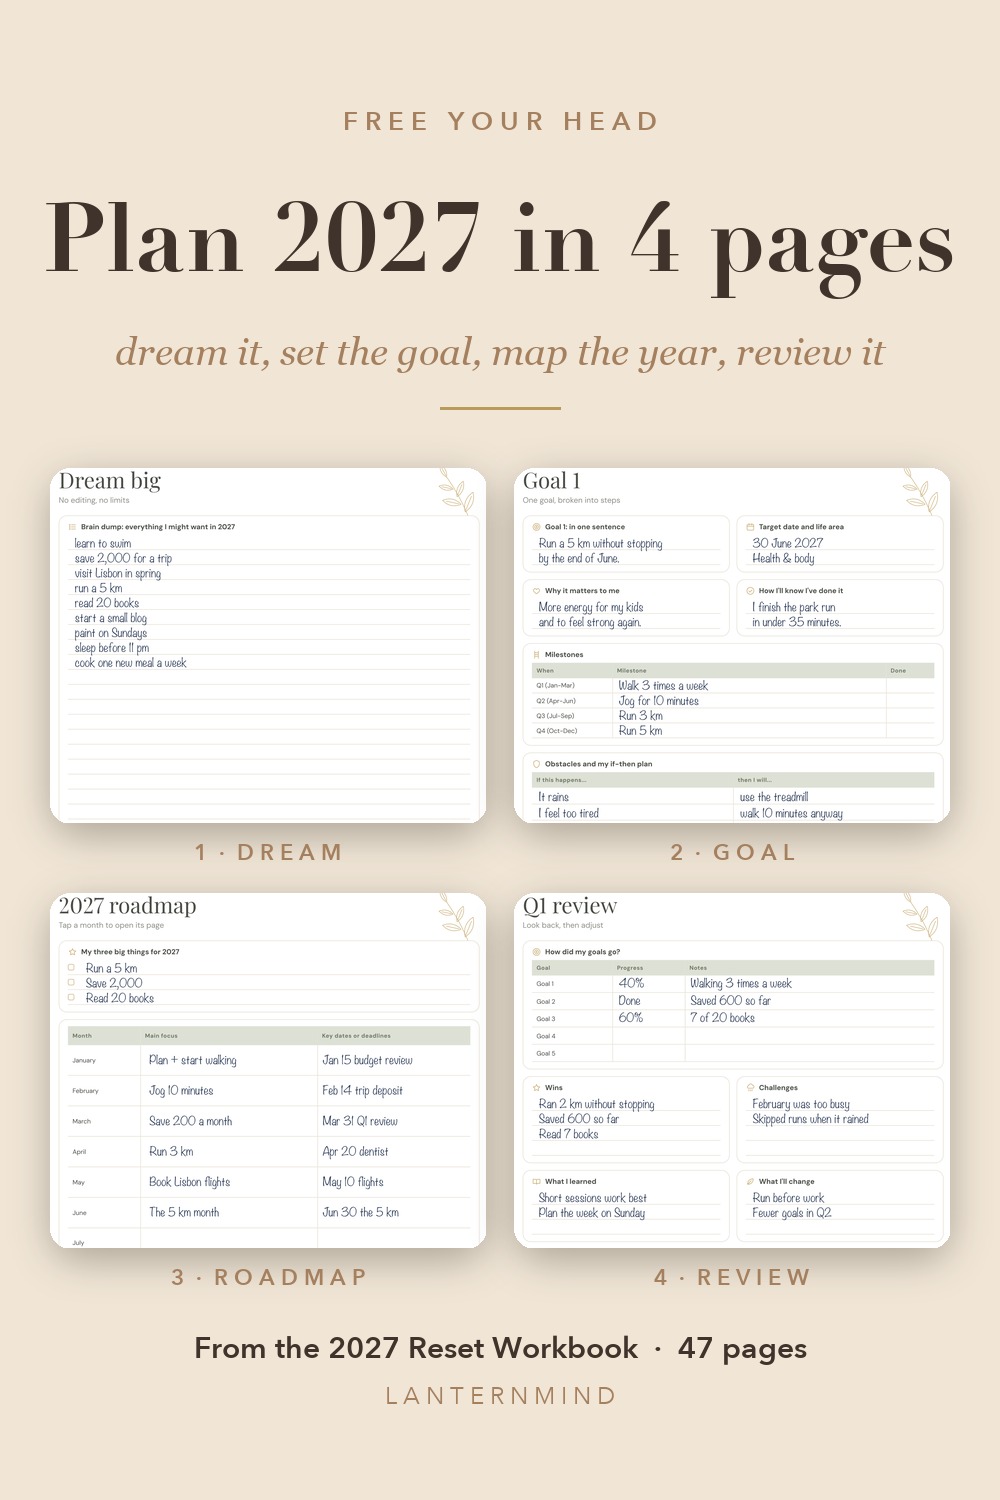 FREE YOUR HEAD
Plan 2027 in 4 pages
dream it, set the goal, map the year, review it
Dream big
No editing, no limits
Brain dump: everything I might want in 2027
learn to swim
save 2,000 for a trip
visit Lisbon in spring
run a 5 km
read 20 books
start a small blog
paint on Sundays
sleep before 11 pm
cook one new meal a week
1 · DREAM
Goal 1
One goal, broken into steps
Goal 1: in one sentence
Run a 5 km without stopping
by the end of June.
Target date and life area
30 June 2027
Health & body
Why it matters to me
More energy for my kids
and to feel strong again.
How I'll know I've done it
I finish the park run
in under 35 minutes.
Milestones
When Milestone Done
Q1 (Jan-Mar) Walk 3 times a week
Q2 (Apr-Jun) Jog for 10 minutes
Q3 (Jul-Sep) Run 3 km
Q4 (Oct-Dec) Run 5 km
Obstacles and my if-then plan
If this happens... then I will...
It rains use the treadmill
I feel too tired walk 10 minutes anyway
2 · GOAL
2027 roadmap
Tap a month to open its page
My three big things for 2027
Run a 5 km
Save 2,000
Read 20 books
Month Main focus Key dates or deadlines
January Plan + start walking Jan 15 budget review
February Jog 10 minutes Feb 14 trip deposit
March Save 200 a month Mar 31 Q1 review
April Run 3 km Apr 20 dentist
May Book Lisbon flights May 10 flights
June The 5 km month Jun 30 the 5 km
July
3 · ROADMAP
Q1 review
Look back, then adjust
How did my goals go?
Goal Progress Notes
Goal 1 40% Walking 3 times a week
Goal 2 Done Saved 600 so far
Goal 3 60% 7 of 20 books
Goal 4
Goal 5
Wins
Ran 2 km without stopping
Saved 600 so far
Read 7 books
Challenges
February was too busy
Skipped runs when it rained
What I learned
Short sessions work best
Plan the week on Sunday
What I'll change
Run before work
Fewer goals in Q2
4 · REVIEW
From the 2027 Reset Workbook · 47 pages
LANTERNMIND